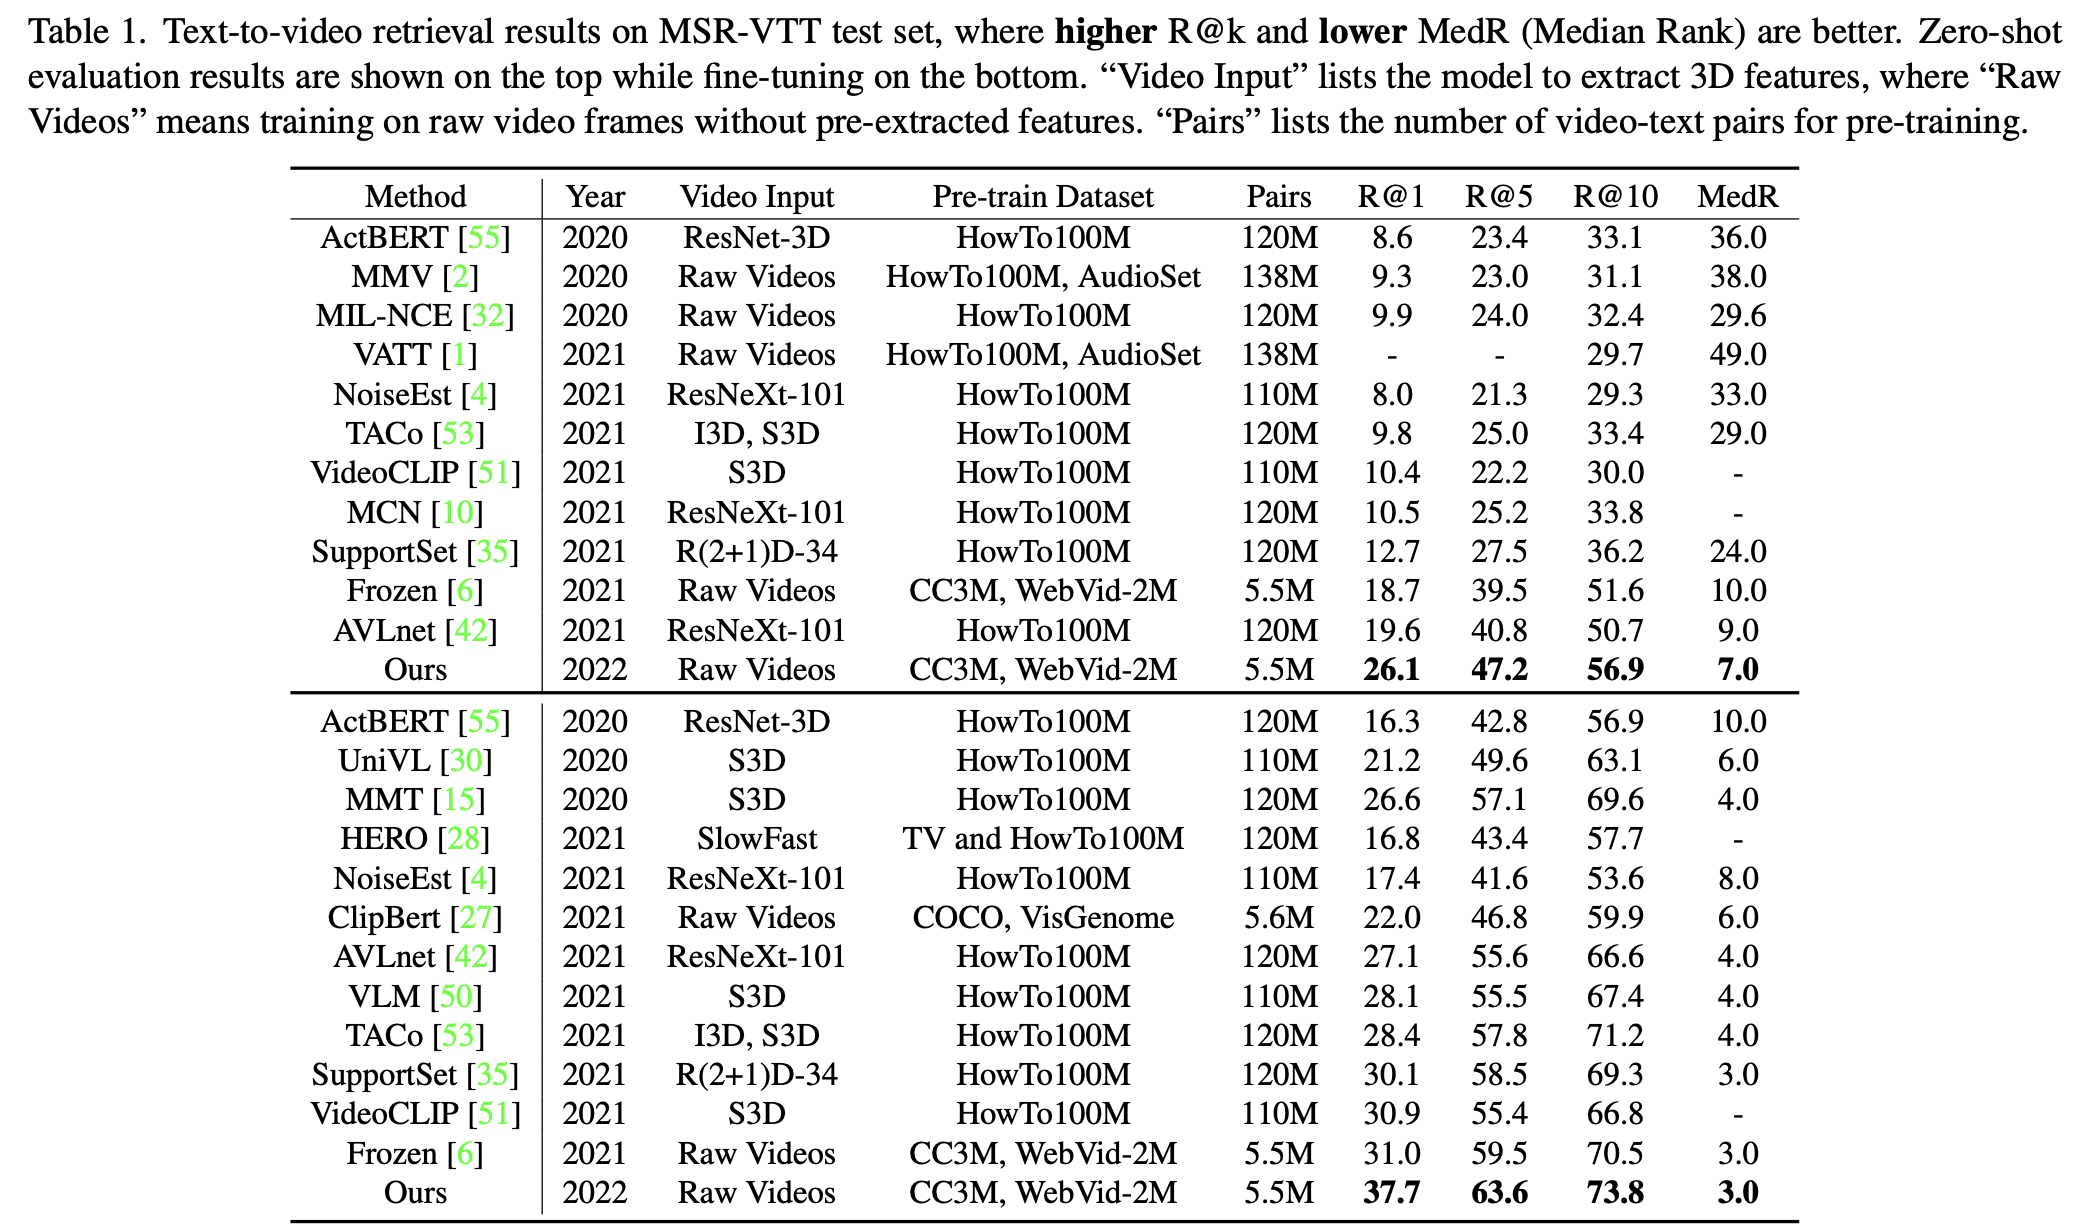 Table 1. Text-to-video retrieval results on MSR-VTT test set, where higher R@k and lower MedR (Median Rank) are better. Zero-shot
evaluation results are shown on the top while fine-tuning on the bottom. “Video Input” lists the model to extract 3D features, where “Raw
Videos” means training on raw video frames without pre-extracted features. “Pairs” lists the number of video-text pairs for pre-training.
Method Year Video Input Pre-train Dataset Pairs R@1 R@5 R@10 MedR
ActBERT [55] 2020 ResNet-3D HowTo100M 120M 8.6 23.4 33.1 36.0
MMV [2] 2020 Raw Videos HowTo100M, AudioSet 138M 9.3 23.0 31.1 38.0
MIL-NCE [32] 2020 Raw Videos HowTo100M 120M 9.9 24.0 32.4 29.6
VATT [1] 2021 Raw Videos HowTo100M, AudioSet 138M - - 29.7 49.0
NoiseEst [4] 2021 ResNeXt-101 HowTo100M 110M 8.0 21.3 29.3 33.0
TACo [53] 2021 I3D, S3D HowTo100M 120M 9.8 25.0 33.4 29.0
VideoCLIP [51] 2021 S3D HowTo100M 110M 10.4 22.2 30.0 -
MCN [10] 2021 ResNeXt-101 HowTo100M 120M 10.5 25.2 33.8 -
SupportSet [35] 2021 R(2+1)D-34 HowTo100M 120M 12.7 27.5 36.2 24.0
Frozen [6] 2021 Raw Videos CC3M, WebVid-2M 5.5M 18.7 39.5 51.6 10.0
AVLnet [42] 2021 ResNeXt-101 HowTo100M 120M 19.6 40.8 50.7 9.0
Ours 2022 Raw Videos CC3M, WebVid-2M 5.5M 26.1 47.2 56.9 7.0
ActBERT [55] 2020 ResNet-3D HowTo100M 120M 16.3 42.8 56.9 10.0
UniVL [30] 2020 S3D HowTo100M 110M 21.2 49.6 63.1 6.0
MMT [15] 2020 S3D HowTo100M 120M 26.6 57.1 69.6 4.0
HERO [28] 2021 SlowFast TV and HowTo100M 120M 16.8 43.4 57.7 -
NoiseEst [4] 2021 ResNeXt-101 HowTo100M 110M 17.4 41.6 53.6 8.0
ClipBert [27] 2021 Raw Videos COCO, VisGenome 5.6M 22.0 46.8 59.9 6.0
AVLnet [42] 2021 ResNeXt-101 HowTo100M 120M 27.1 55.6 66.6 4.0
VLM [50] 2021 S3D HowTo100M 110M 28.1 55.5 67.4 4.0
TACo [53] 2021 I3D, S3D HowTo100M 120M 28.4 57.8 71.2 4.0
SupportSet [35] 2021 R(2+1)D-34 HowTo100M 120M 30.1 58.5 69.3 3.0
VideoCLIP [51] 2021 S3D HowTo100M 110M 30.9 55.4 66.8 -
Frozen [6] 2021 Raw Videos CC3M, WebVid-2M 5.5M 31.0 59.5 70.5 3.0
Ours 2022 Raw Videos CC3M, WebVid-2M 5.5M 37.7 63.6 73.8 3.0